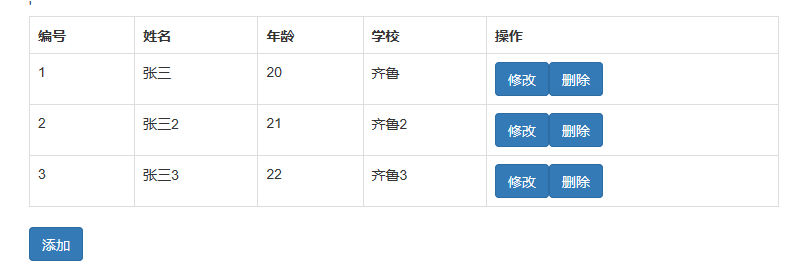 编号 姓名 年龄 学校 操作
1 张三 20 齐鲁 修改 删除
2 张三2 21 齐鲁2 修改 删除
3 张三3 22 齐鲁3 修改 删除
添加